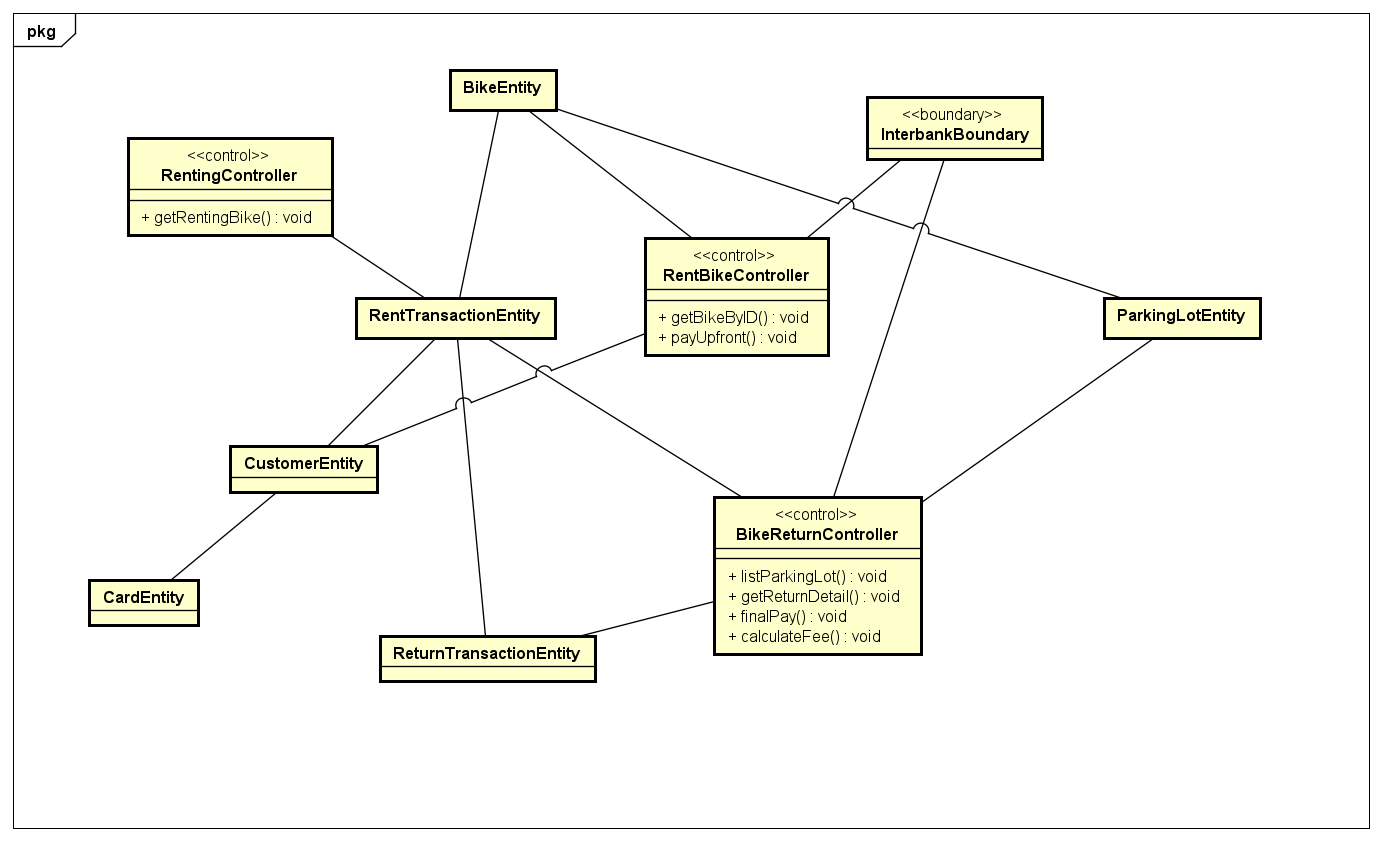 pkg
BikeEntity
<<boundary>>
InterbankBoundary
<<control>>
RentingController
+ getRentingBike() : void
<<control>>
RentBikeController
+ getBikeByID() : void
+ payUpfront() : void
RentTransactionEntity
ParkingLotEntity
CustomerEntity
<<control>>
BikeReturnController
+ listParkingLot() : void
+ getReturnDetail() : void
+ finalPay() : void
+ calculateFee() : void
CardEntity
ReturnTransactionEntity